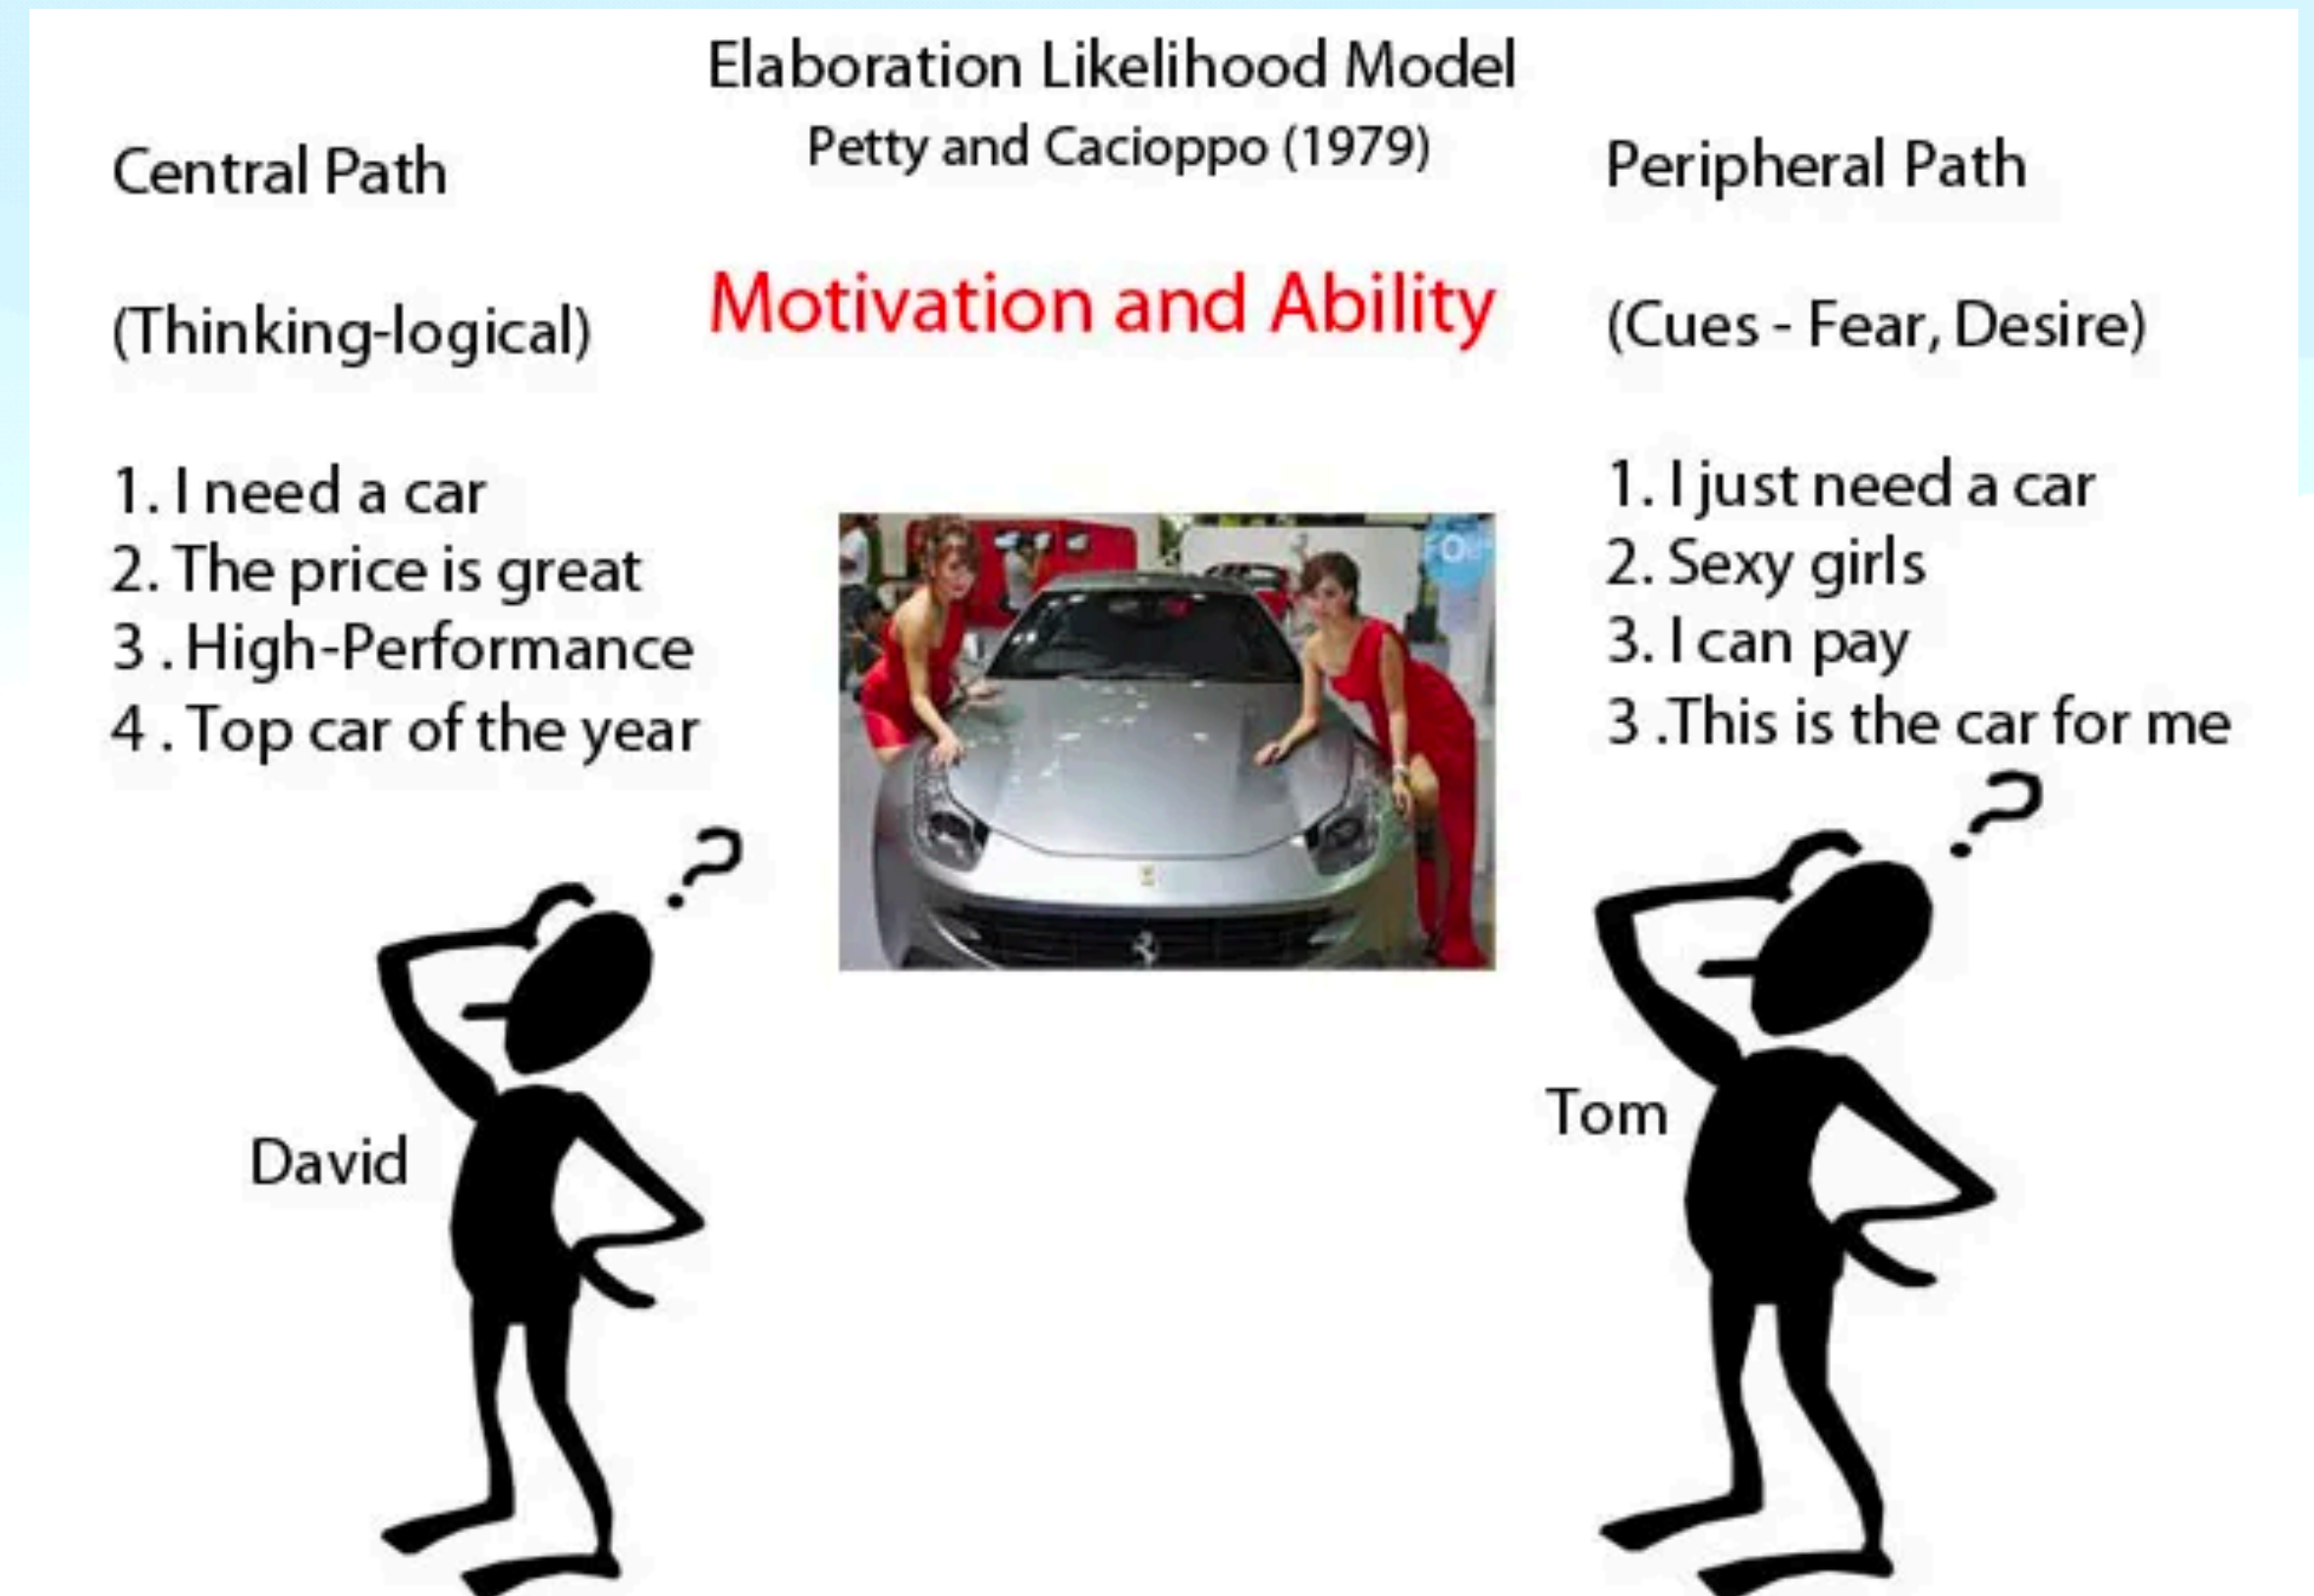 Elaboration Likelihood Model
Petty and Cacioppo (1979)
Motivation and Ability
Central Path
(Thinking-logical)
1. I need a car
2. The price is great
3 . High-Performance
4 . Top car of the year
David
?
Peripheral Path
(Cues - Fear, Desire)
1. I just need a car
2. Sexy girls
3. I can pay
3 .This is the car for me
Tom
?